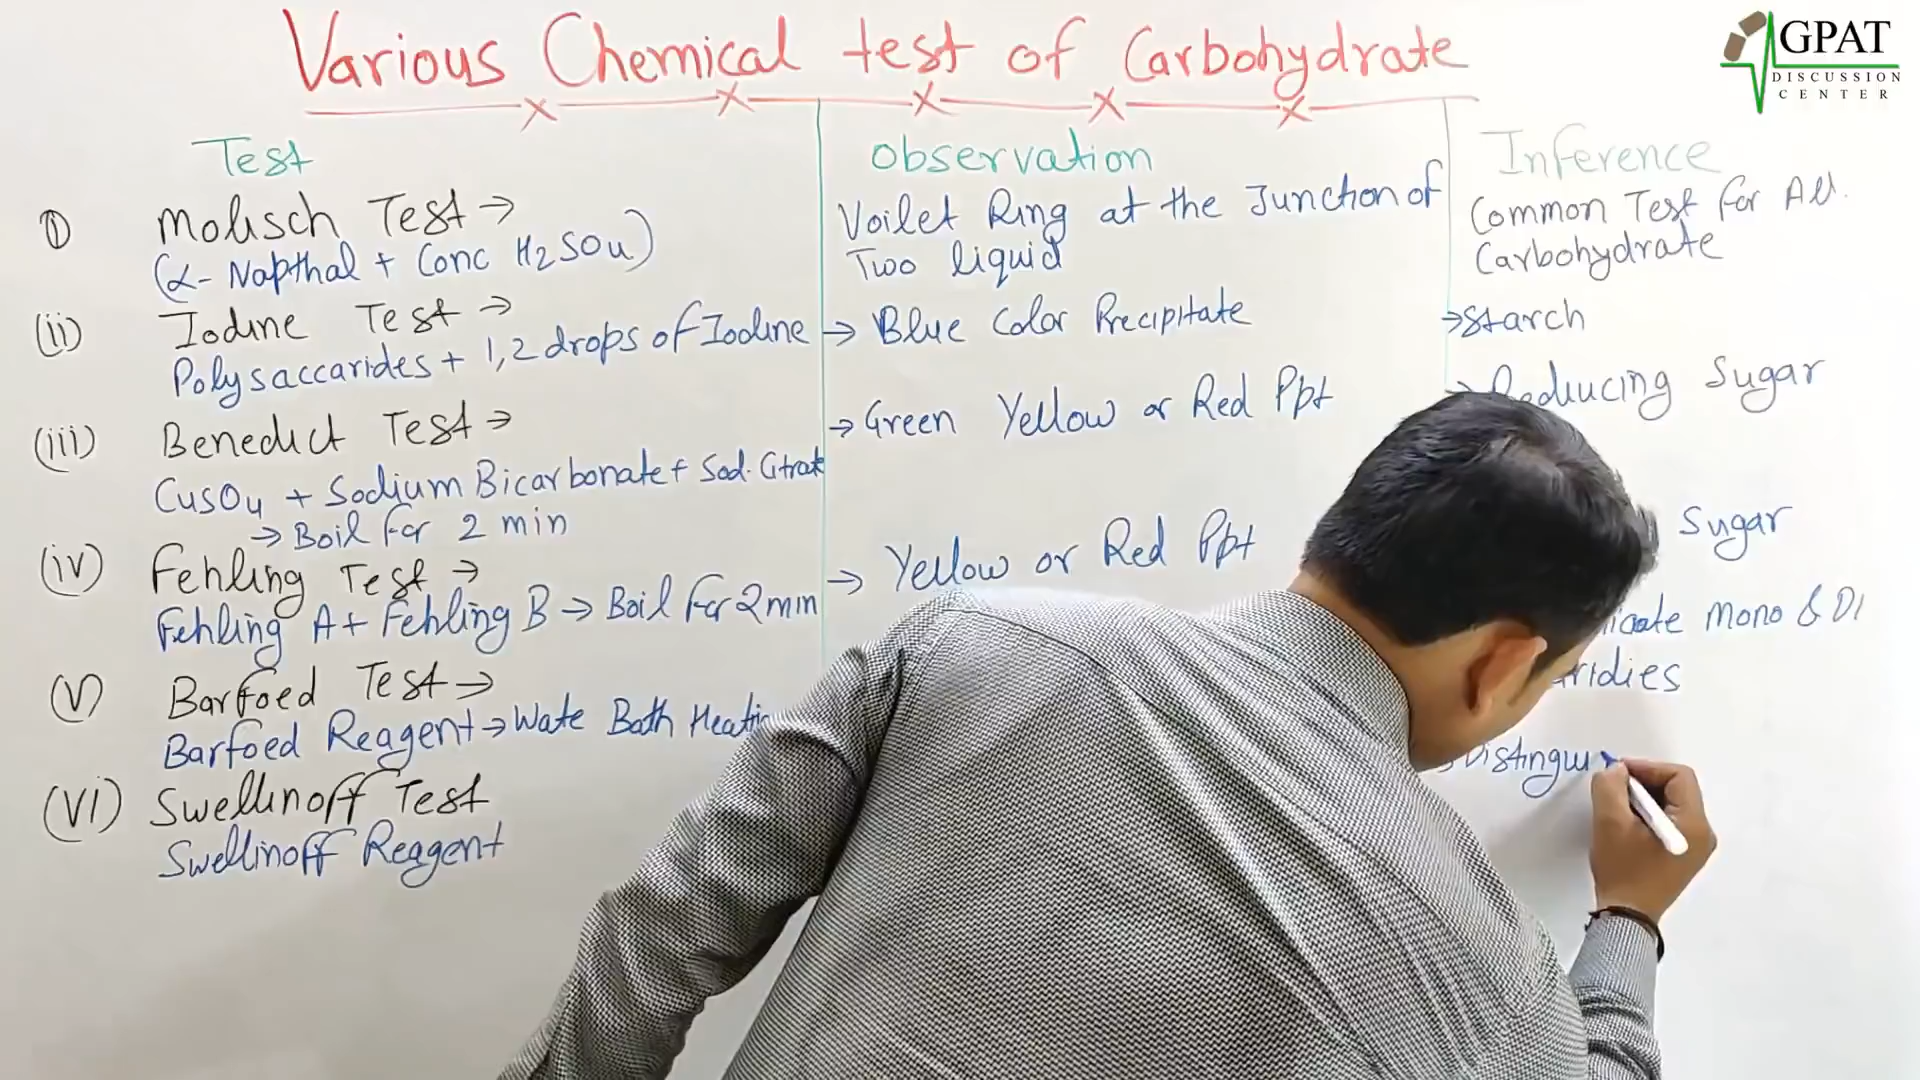 Various Chemical test of Carbohydrate
GPAT
DISCUSSION
CENTER
Test
Observation
Inference
(i) Molisch Test →
(α- Napthal + Conc H2SO4)
Voilet Ring at the Junction of
Two liquid
Common Test for All.
Carbohydrate
(ii) Iodine Test →
Polysaccarides + 1,2 drops of Iodine
→ Blue Color Precipitate
→ Starch
(iii) Benedict Test →
CuSO4 + Sodium Bicarbonate + Sod. Citrate
→ Boil for 2 min
→ Green Yellow or Red Ppt
→ Reducing Sugar
(iv) Fehling Test →
Fehling A + Fehling B → Boil For 2 min
→ Yellow or Red Ppt
Sugar
(V) Barfoed Test →
Barfoed Reagent → Wate Bath Heatin
Mono & Di
(VI) Swellinoff Test
Swellinoff Reagent
Distingui